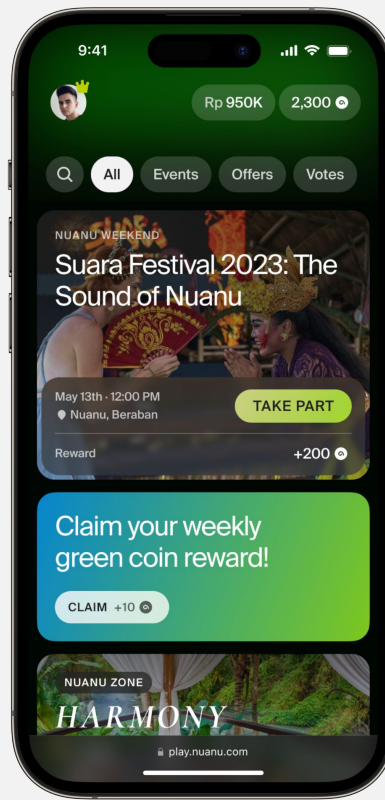 9:41
Rp 950K
2,300
All
Events
Offers
Votes
NUANU WEEKEND
Suara Festival 2023: The
Sound of Nuanu
May 13th · 12:00 PM
Nuanu, Beraban
TAKE PART
Reward
+200
Claim your weekly
green coin reward!
CLAIM +10
NUANU ZONE
HARMONY
play.nuanu.com